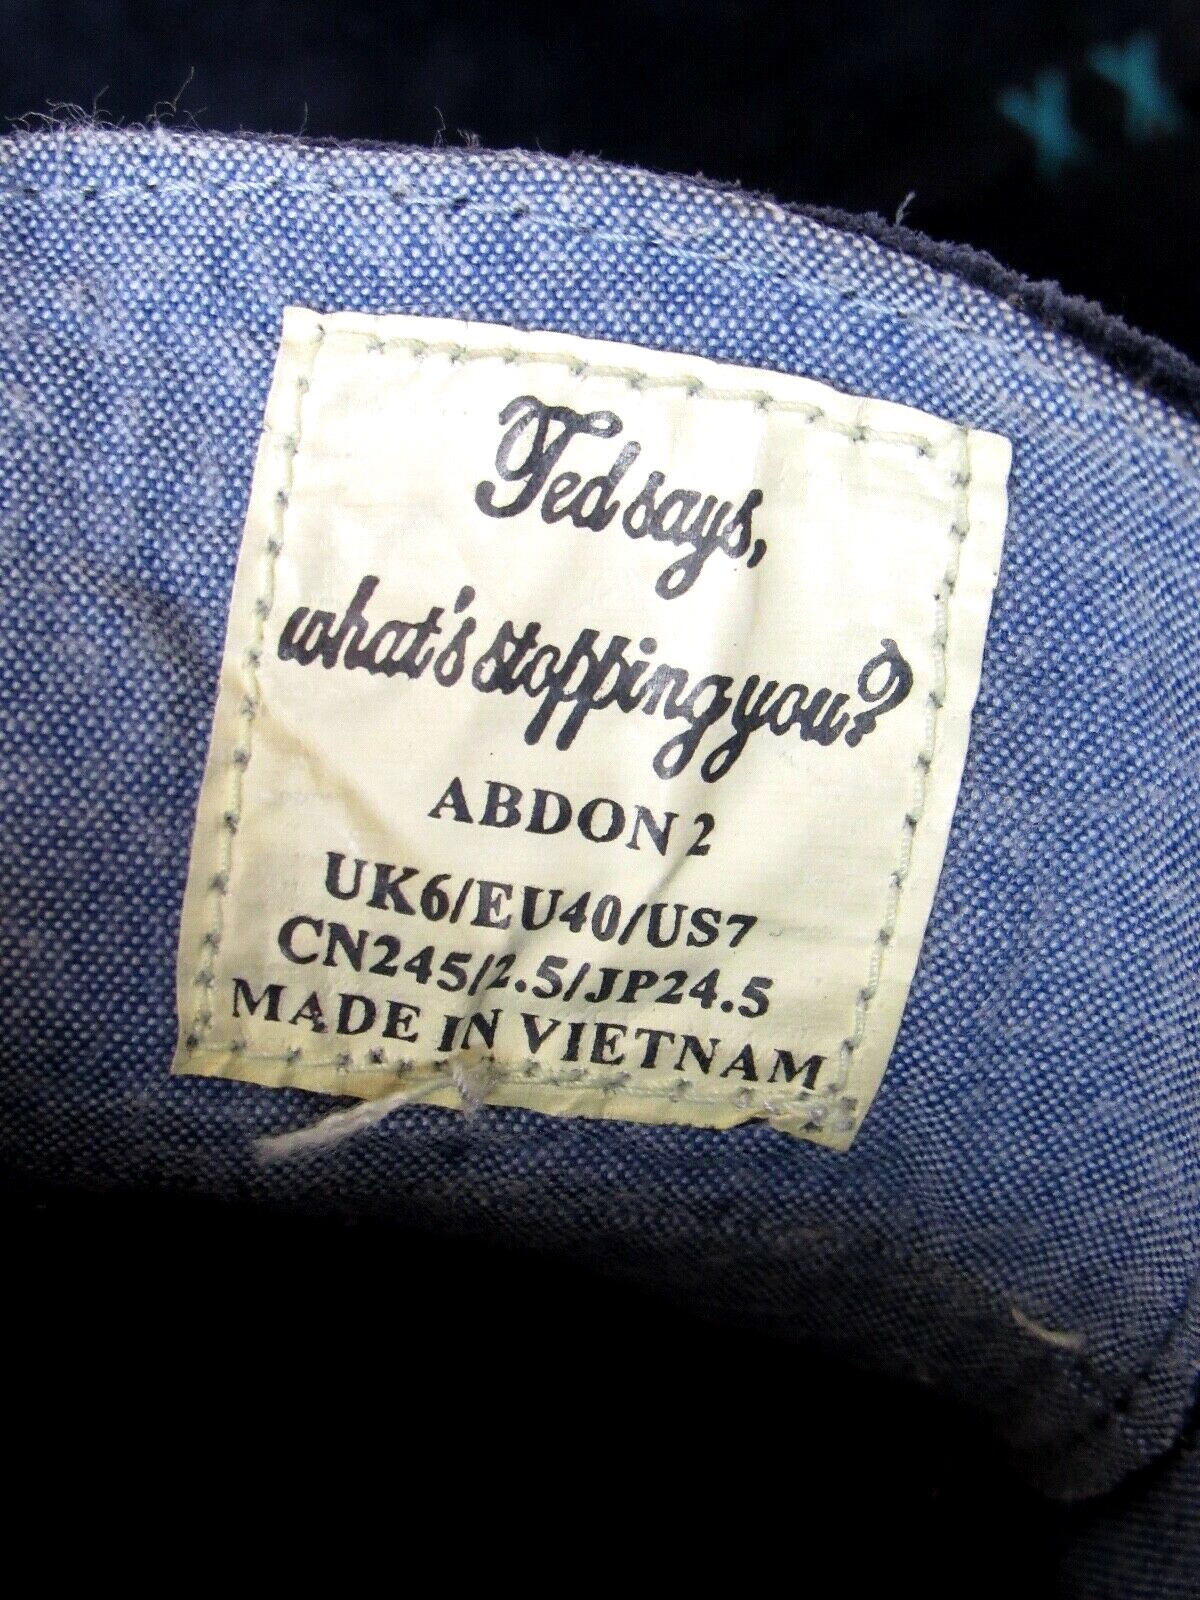 Ted says,
what's stopping you?
ABDON 2
UK6/EU40/US7
CN245/2.5/JP24.5
MADE IN VIETNAM